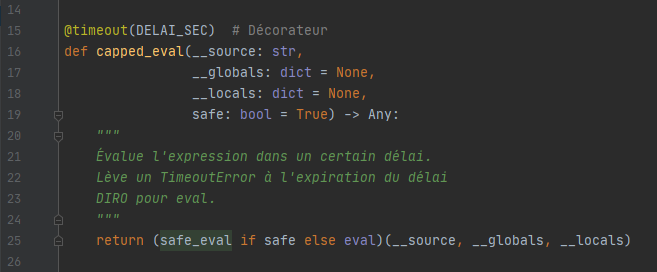 14
15 @timeout(DELAI_SEC)  # Décorateur
16 def capped_eval(__source: str,
17                 __globals: dict = None,
18                 __locals: dict = None,
19                 safe: bool = True) -> Any:
20     """
21     Évalue l'expression dans un certain délai.
22     Lève un TimeoutError à l'expiration du délai
23     DIRO pour eval.
24     """
25     return (safe_eval if safe else eval)(__source, __globals, __locals)
26